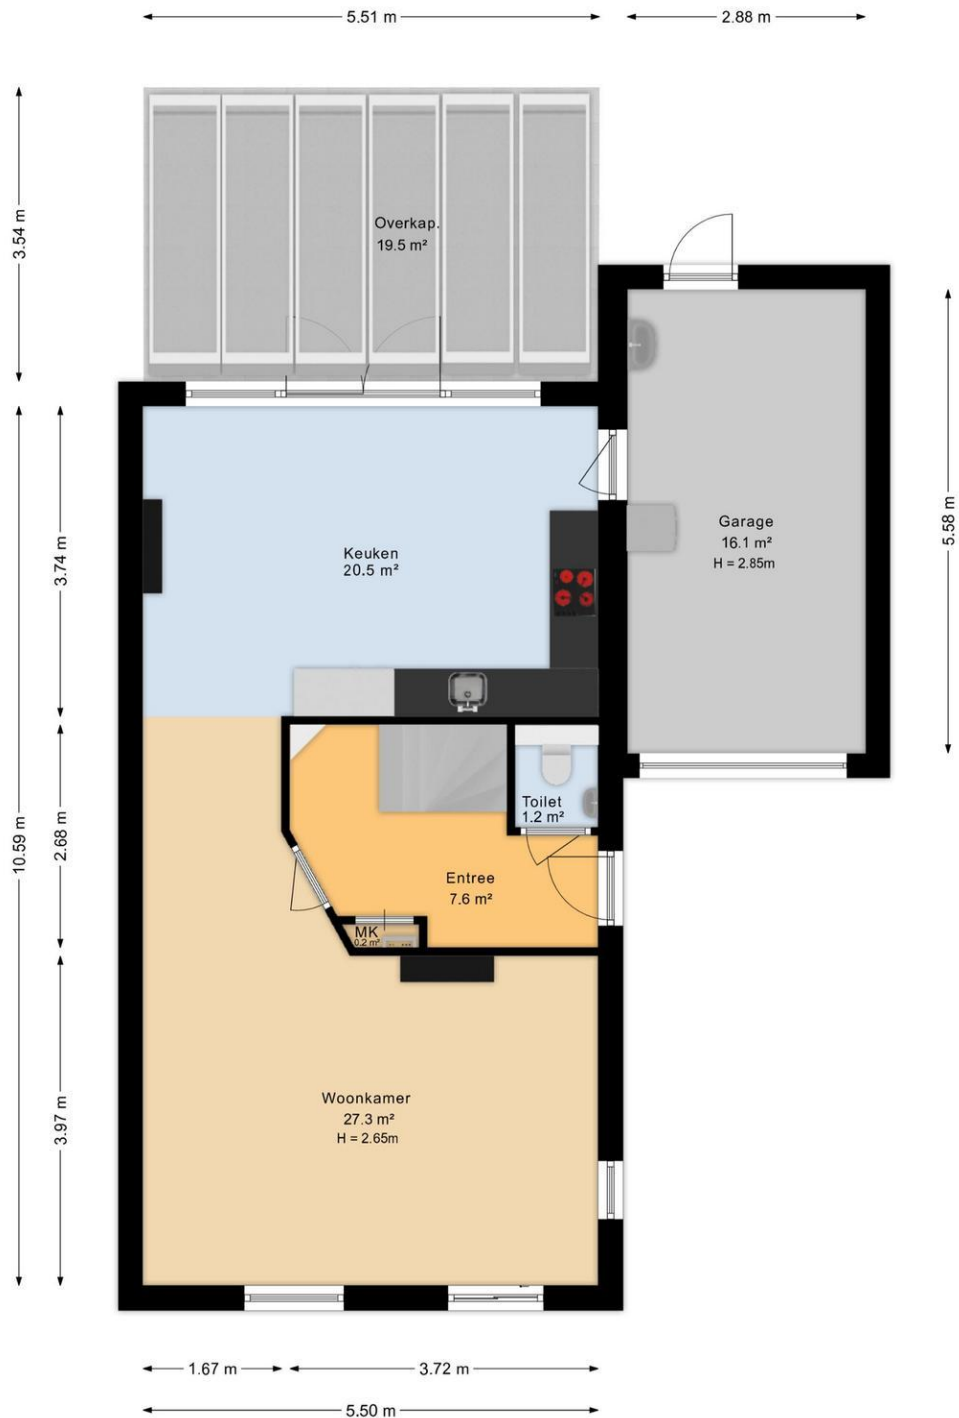 5.51 m
2.88 m
3.54 m
Overkap.
19.5 m²
Keuken
20.5 m²
3.74 m
Garage
16.1 m²
H = 2.85m
5.58 m
10.59 m
2.68 m
Toilet
1.2 m²
Entree
7.6 m²
MK
0.2 m²
3.97 m
Woonkamer
27.3 m²
H = 2.65m
1.67 m
3.72 m
5.50 m